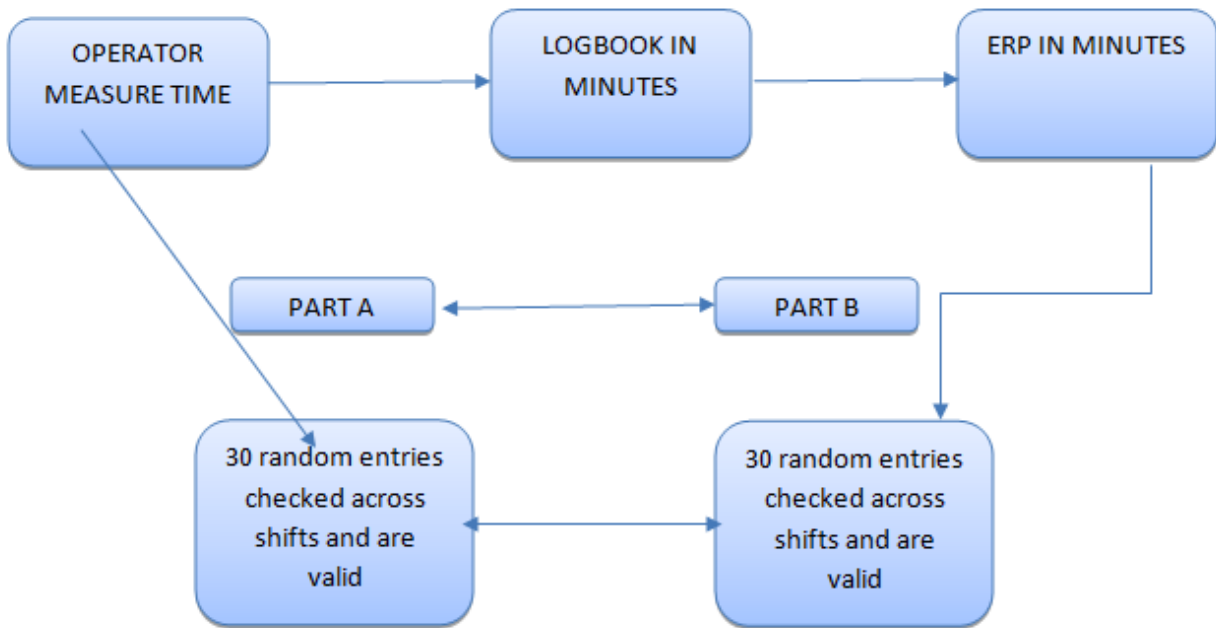 OPERATOR
MEASURE TIME
LOGBOOK IN
MINUTES
ERP IN MINUTES
PART A
PART B
30 random entries
checked across
shifts and are
valid
30 random entries
checked across
shifts and are
valid